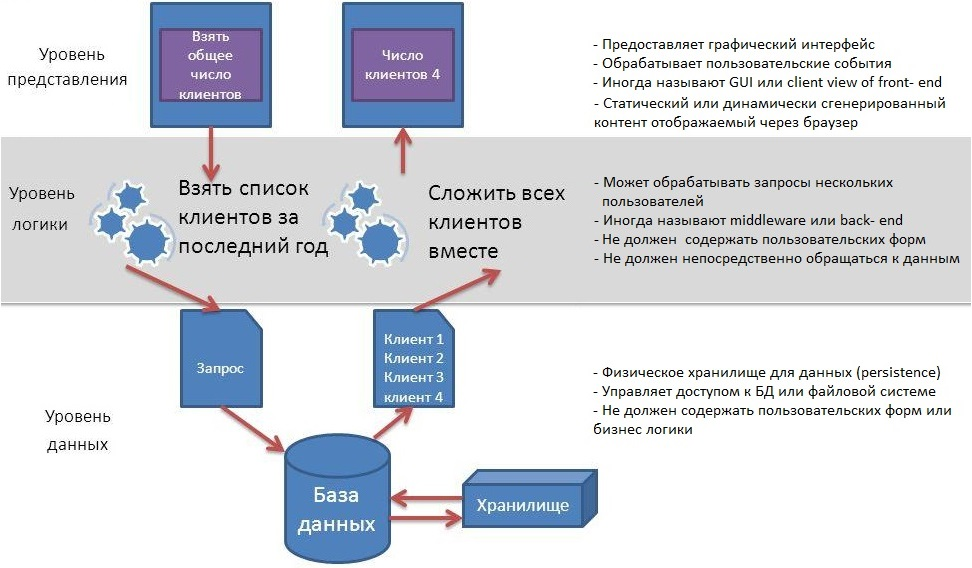 Уровень
представления
Взять
общее
число
клиентов
Число
клиентов 4
- Предоставляет графический интерфейс
- Обрабатывает пользовательские события
- Иногда называют GUI или client view of front- end
- Статический или динамически сгенерированный
контент отображаемый через браузер
Уровень
логики
Взять список
клиентов за
последний год
Сложить всех
клиентов
вместе
- Может обрабатывать запросы нескольких
пользователей
- Иногда называют middleware или back- end
- Не должен содержать пользовательских форм
- Не должен непосредственно обращаться к данным
Уровень
данных
Запрос
Клиент 1
Клиент 2
Клиент 3
клиент 4
База
данных
Хранилище
- Физическое хранилище для данных (persistence)
- Управляет доступом к БД или файловой системе
- Не должен содержать пользовательских форм или
бизнес логики